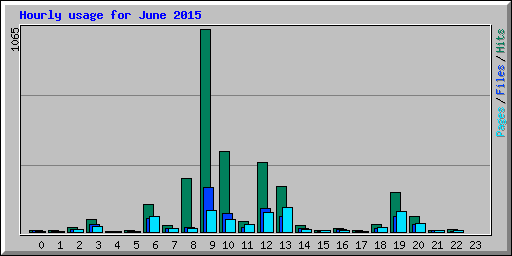 Hourly usage for June 2015
1065
Pages/Files/Hits
0 1 2 3 4 5 6 7 8 9 10 11 12 13 14 15 16 17 18 19 20 21 22 23